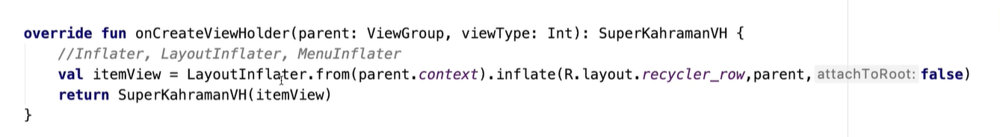 override fun onCreateViewHolder(parent: ViewGroup, viewType: Int): SuperKahramanVH {
//Inflater, LayoutInflater, MenuInflater
val itemView = LayoutInflater.from(parent.context).inflate(R.layout.recycler_row,parent, attachToRoot: false)
return SuperKahramanVH(itemView)
}